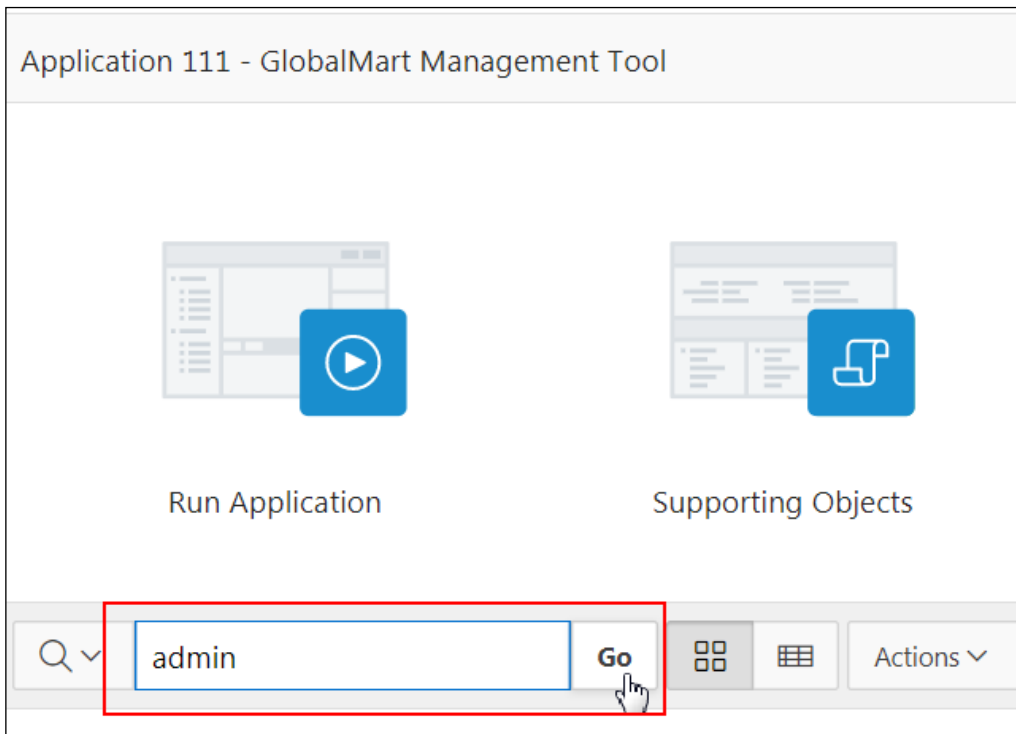 Application 111 - GlobalMart Management Tool
Run Application Supporting Objects
admin Go Actions